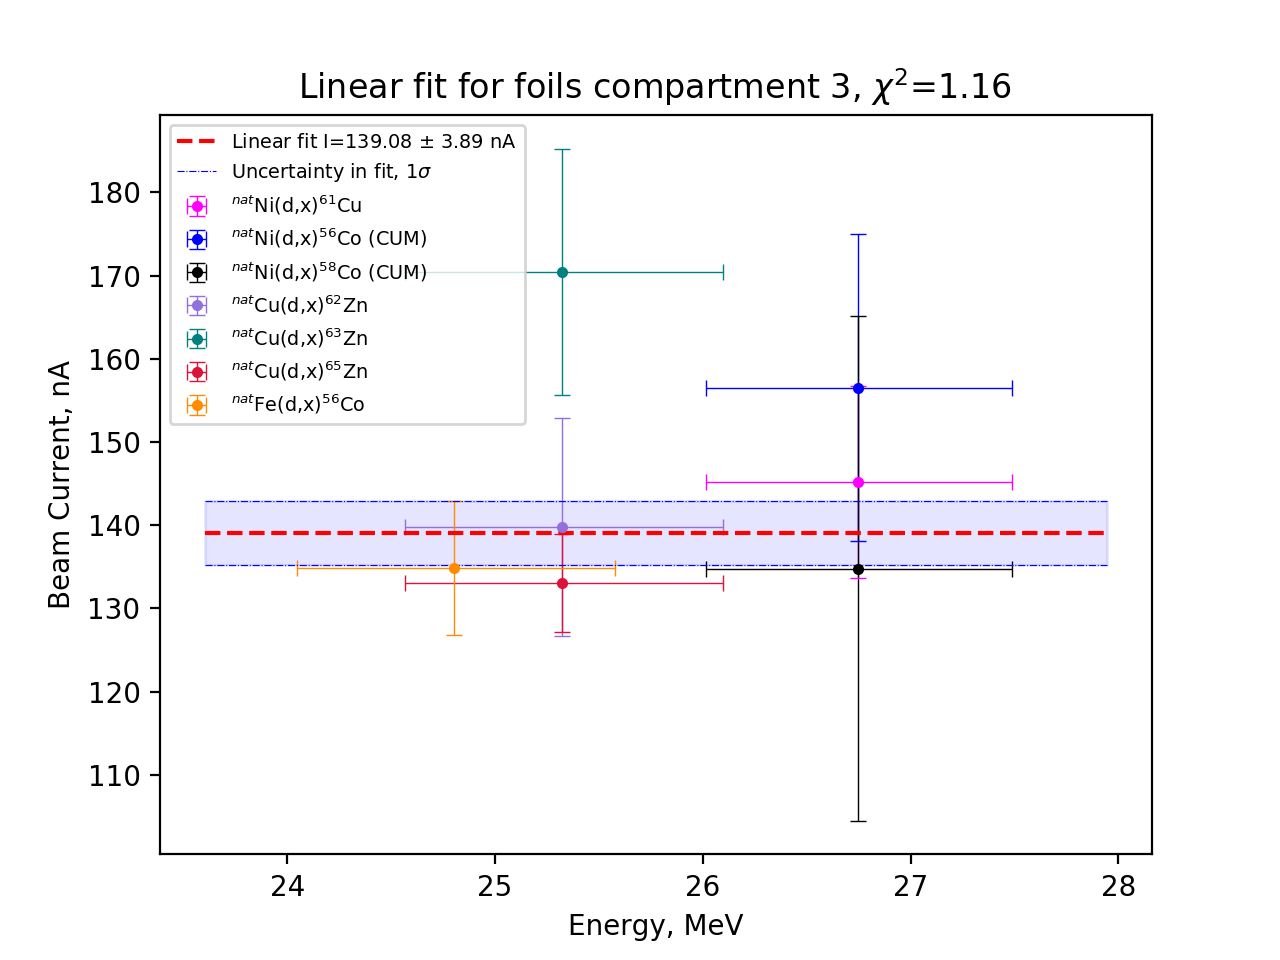 Linear fit for foils compartment 3, χ²=1.16
Linear fit I=139.08 ± 3.89 nA
Uncertainty in fit, 1σ
ⁿᵃᵗNi(d,x)⁶¹Cu
ⁿᵃᵗNi(d,x)⁵⁶Co (CUM)
ⁿᵃᵗNi(d,x)⁵⁸Co (CUM)
ⁿᵃᵗCu(d,x)⁶²Zn
ⁿᵃᵗCu(d,x)⁶³Zn
ⁿᵃᵗCu(d,x)⁶⁵Zn
ⁿᵃᵗFe(d,x)⁵⁶Co
Beam Current, nA
180
170
160
150
140
130
120
110
24 25 26 27 28
Energy, MeV